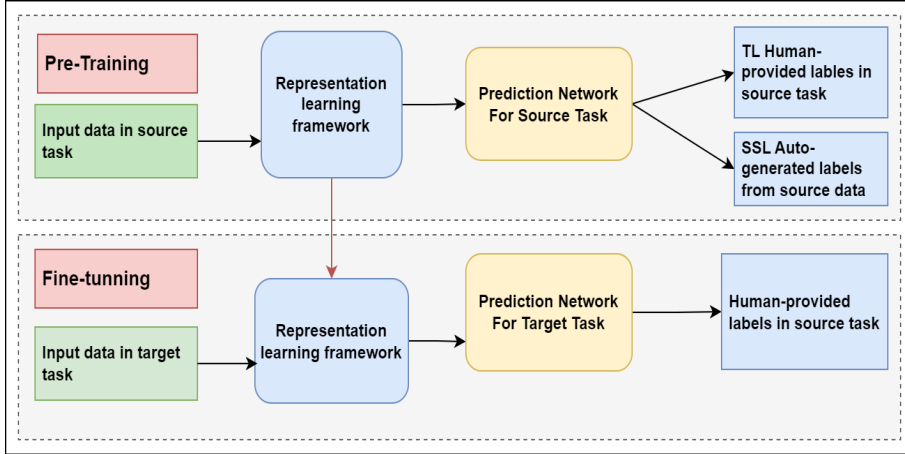 Pre-Training
Input data in source
task
Representation
learning
framework
Prediction Network
For Source Task
TL Human-
provided lables in
source task
SSL Auto-
generated labels
from source data
Fine-tunning
Input data in target
task
Representation
learning framework
Prediction Network
For Target Task
Human-provided
labels in source task